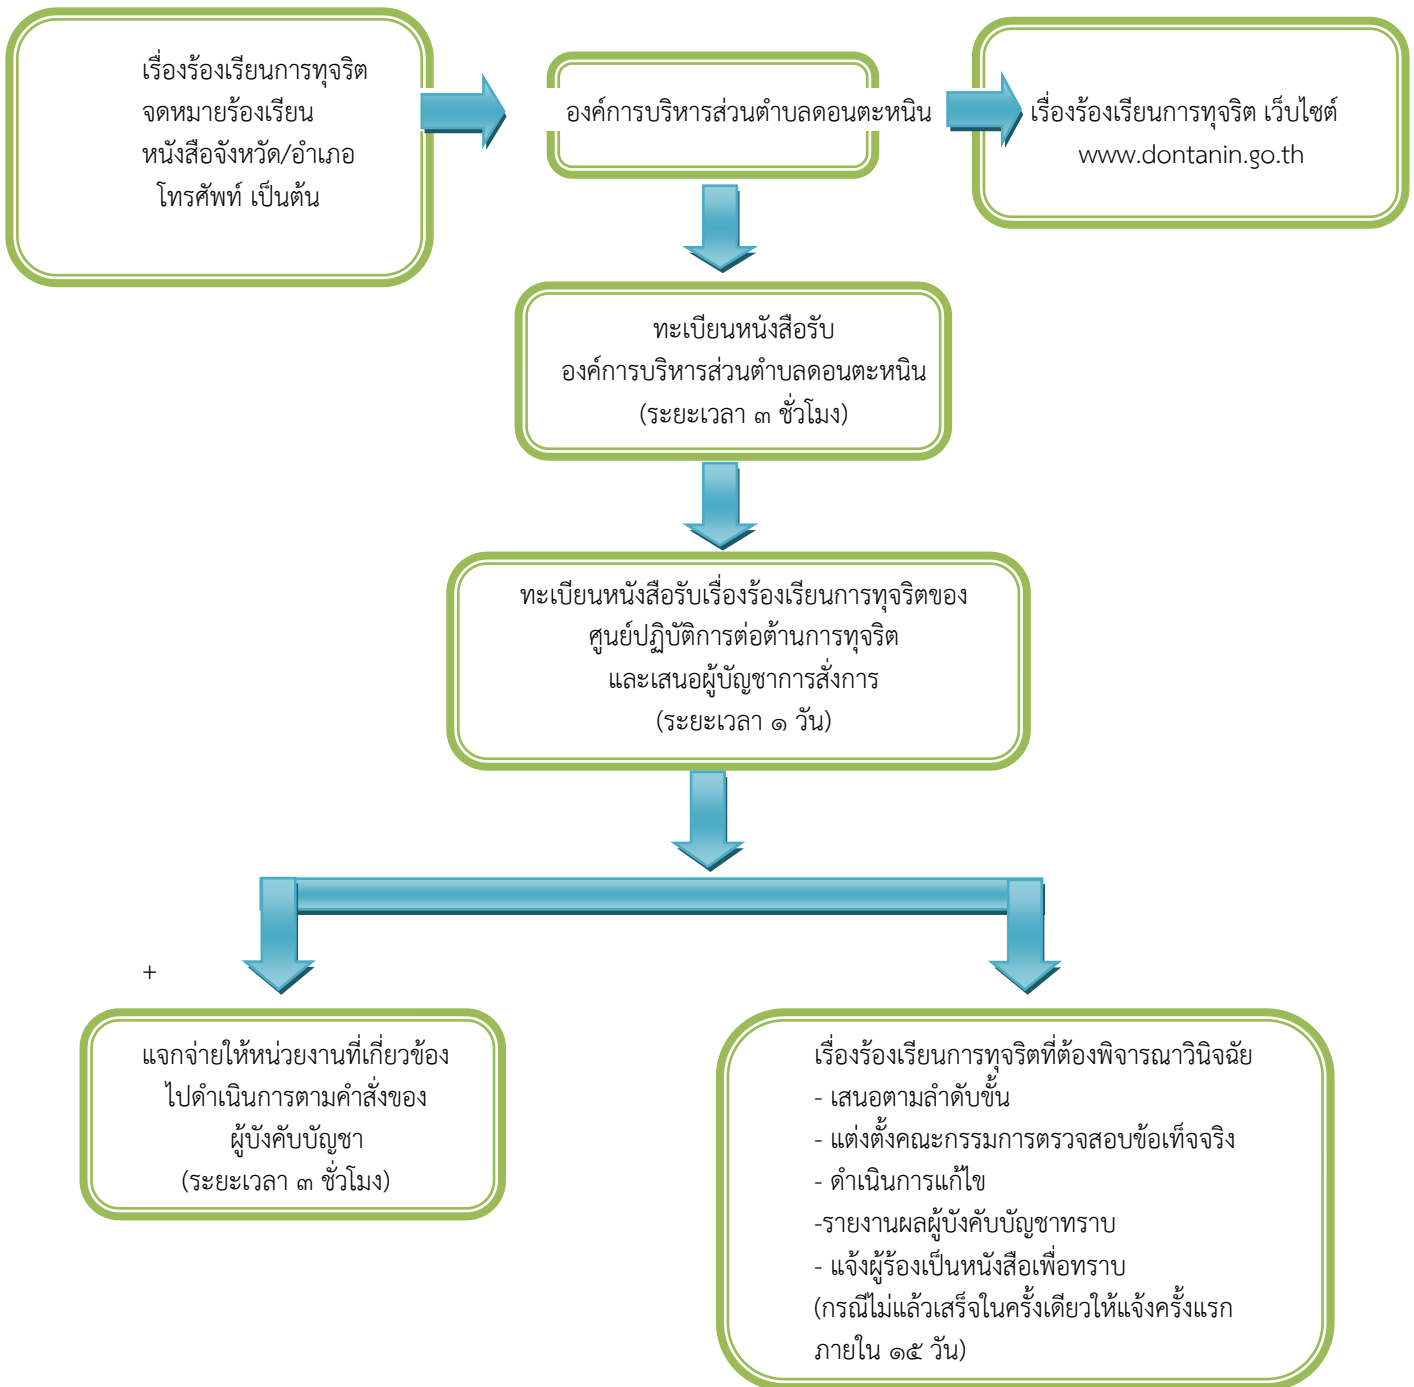 เรื่องร้องเรียนการทุจริต
จดหมายร้องเรียน
หนังสือจังหวัด/อำเภอ
โทรศัพท์ เป็นต้น
องค์การบริหารส่วนตำบลดอนตะหนิน
เรื่องร้องเรียนการทุจริต เว็บไซต์
www.dontanin.go.th
ทะเบียนหนังสือรับ
องค์การบริหารส่วนตำบลดอนตะหนิน
(ระยะเวลา ๓ ชั่วโมง)
ทะเบียนหนังสือรับเรื่องร้องเรียนการทุจริตของ
ศูนย์ปฏิบัติการต่อต้านการทุจริต
และเสนอผู้บัญชาการสั่งการ
(ระยะเวลา ๑ วัน)
+
แจกจ่ายให้หน่วยงานที่เกี่ยวข้อง
ไปดำเนินการตามคำสั่งของ
ผู้บังคับบัญชา
(ระยะเวลา ๓ ชั่วโมง)
เรื่องร้องเรียนการทุจริตที่ต้องพิจารณาวินิจฉัย
- เสนอตามลำดับขั้น
- แต่งตั้งคณะกรรมการตรวจสอบข้อเท็จจริง
- ดำเนินการแก้ไข
-รายงานผลผู้บังคับบัญชาทราบ
- แจ้งผู้ร้องเป็นหนังสือเพื่อทราบ
(กรณีไม่แล้วเสร็จในครั้งเดียวให้แจ้งครั้งแรก
ภายใน ๑๕ วัน)